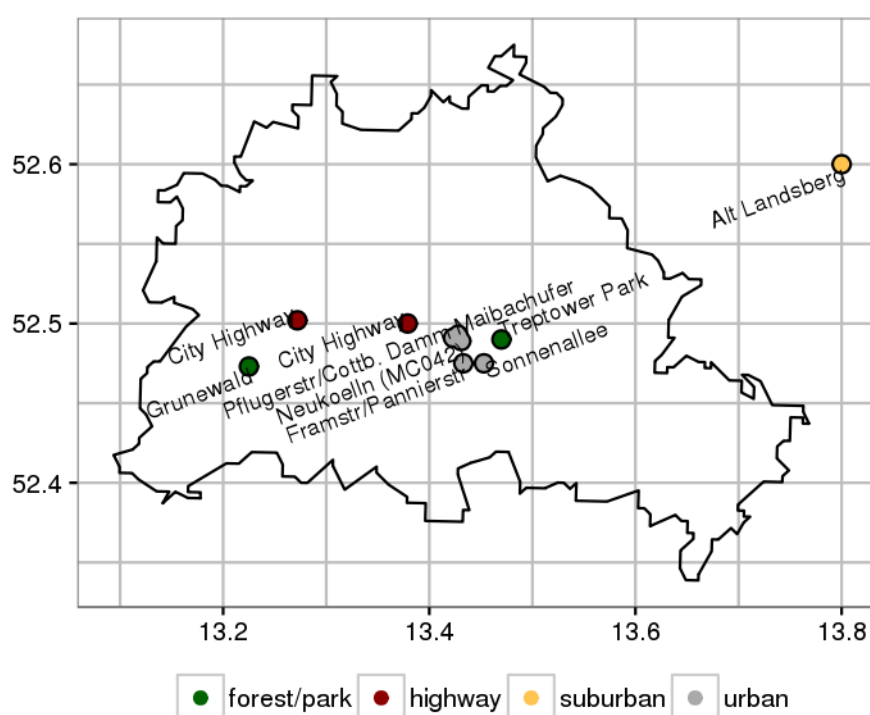 52.6
52.5
52.4
Alt Landsberg
City Highway
City Highway
Grunewald
Maibachufer
Treptower Park
Pflugerstr/Cottb. Damm
Sonnenallee
Neukoelln (MC042)
Framstr/Pannierstr
13.2 13.4 13.6 13.8
forest/park highway suburban urban